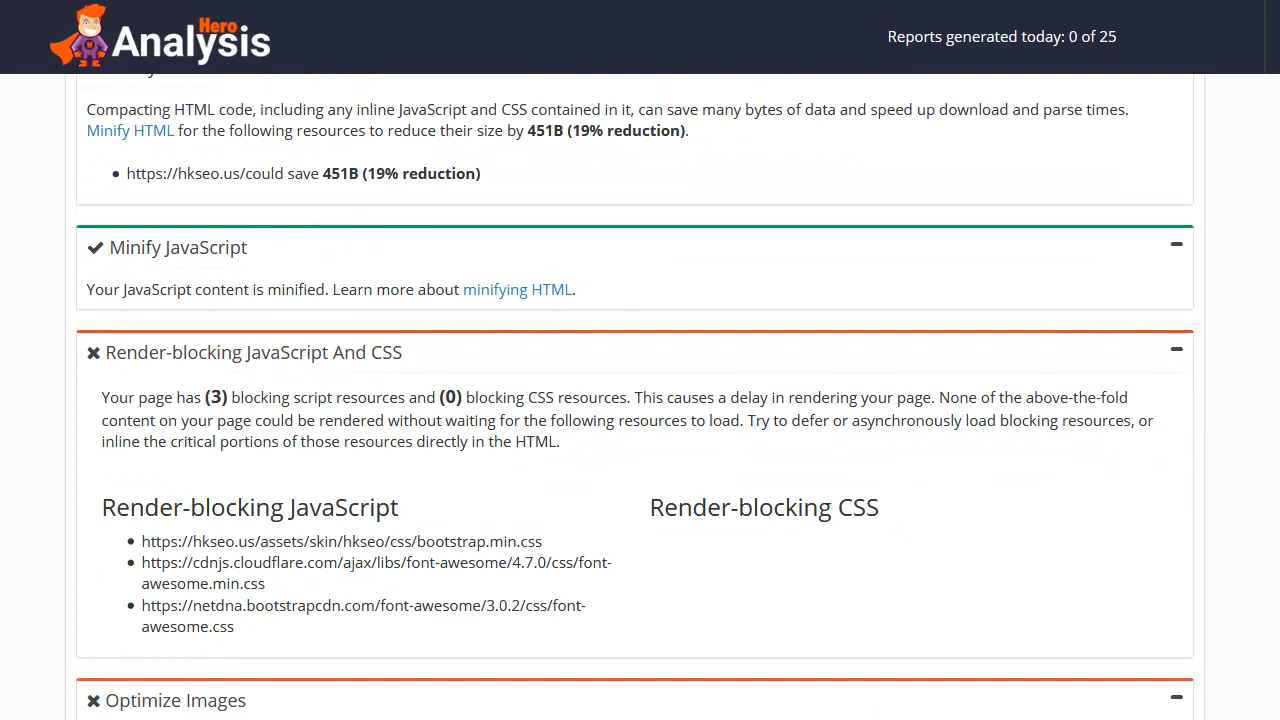 Hero
Analysis
Reports generated today: 0 of 25
Compacting HTML code, including any inline JavaScript and CSS contained in it, can save many bytes of data and speed up download and parse times.
Minify HTML for the following resources to reduce their size by 451B (19% reduction).
https://hkseo.us/could save 451B (19% reduction)
Minify JavaScript
Your JavaScript content is minified. Learn more about minifying HTML.
Render-blocking JavaScript And CSS
Your page has (3) blocking script resources and (0) blocking CSS resources. This causes a delay in rendering your page. None of the above-the-fold
content on your page could be rendered without waiting for the following resources to load. Try to defer or asynchronously load blocking resources, or
inline the critical portions of those resources directly in the HTML.
Render-blocking JavaScript
https://hkseo.us/assets/skin/hkseo/css/bootstrap.min.css
https://cdnjs.cloudflare.com/ajax/libs/font-awesome/4.7.0/css/font-
awesome.min.css
https://netdna.bootstrapcdn.com/font-awesome/3.0.2/css/font-
awesome.css
Render-blocking CSS
Optimize Images